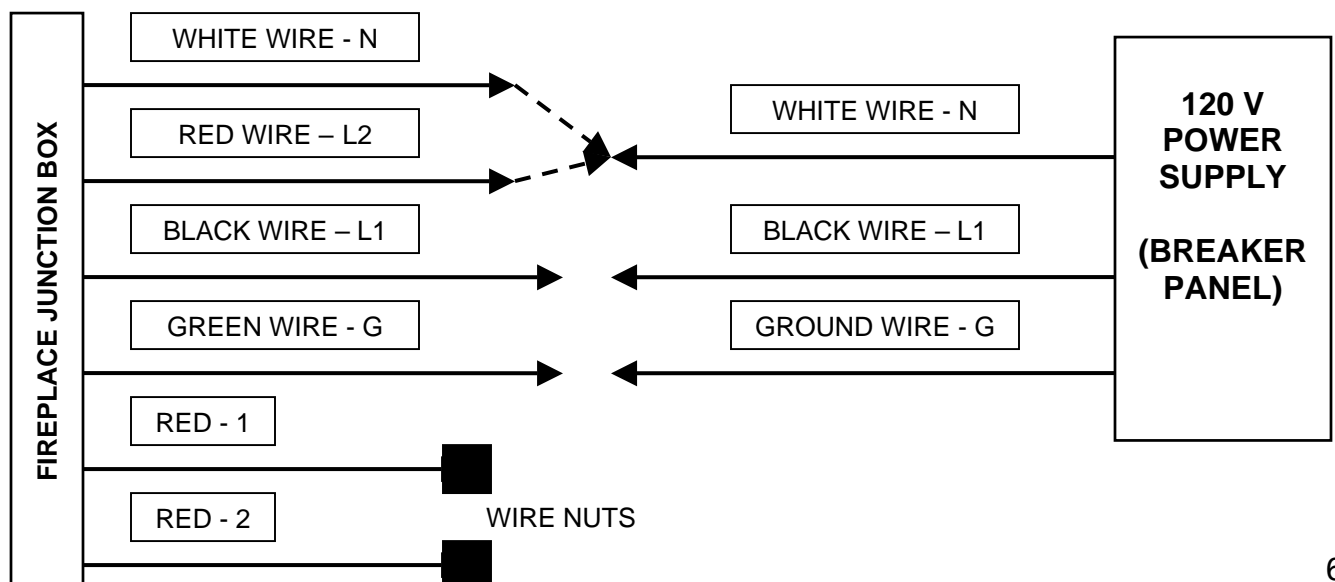 FIREPLACE JUNCTION BOX
WHITE WIRE - N
RED WIRE – L2
BLACK WIRE – L1
GREEN WIRE - G
RED - 1
RED - 2
WIRE NUTS
WHITE WIRE - N
BLACK WIRE – L1
GROUND WIRE - G
120 V
POWER
SUPPLY
(BREAKER
PANEL)
6